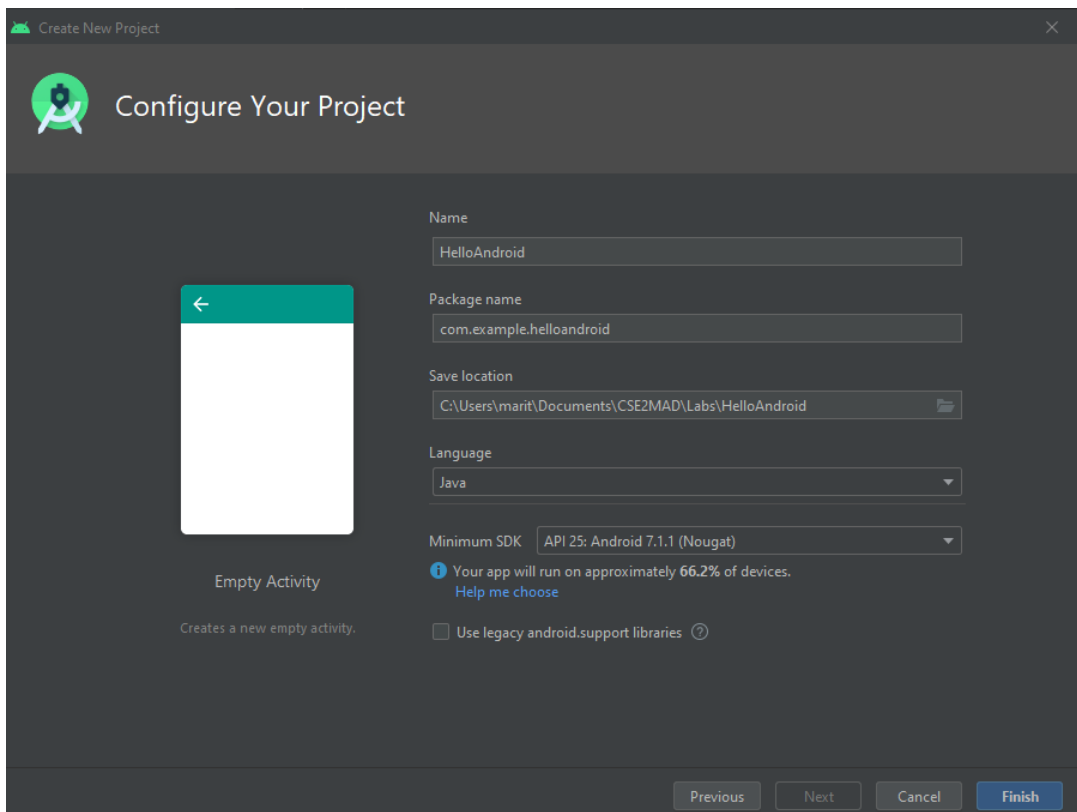 Create New Project
Configure Your Project
Name
HelloAndroid
Package name
com.example.helloandroid
Save location
C:\Users\marit\Documents\CSE2MAD\Labs\HelloAndroid
Language
Java
Minimum SDK
API 25: Android 7.1.1 (Nougat)
Your app will run on approximately 66.2% of devices.
Help me choose
Use legacy android.support libraries ?
Empty Activity
Creates a new empty activity.
Previous
Next
Cancel
Finish